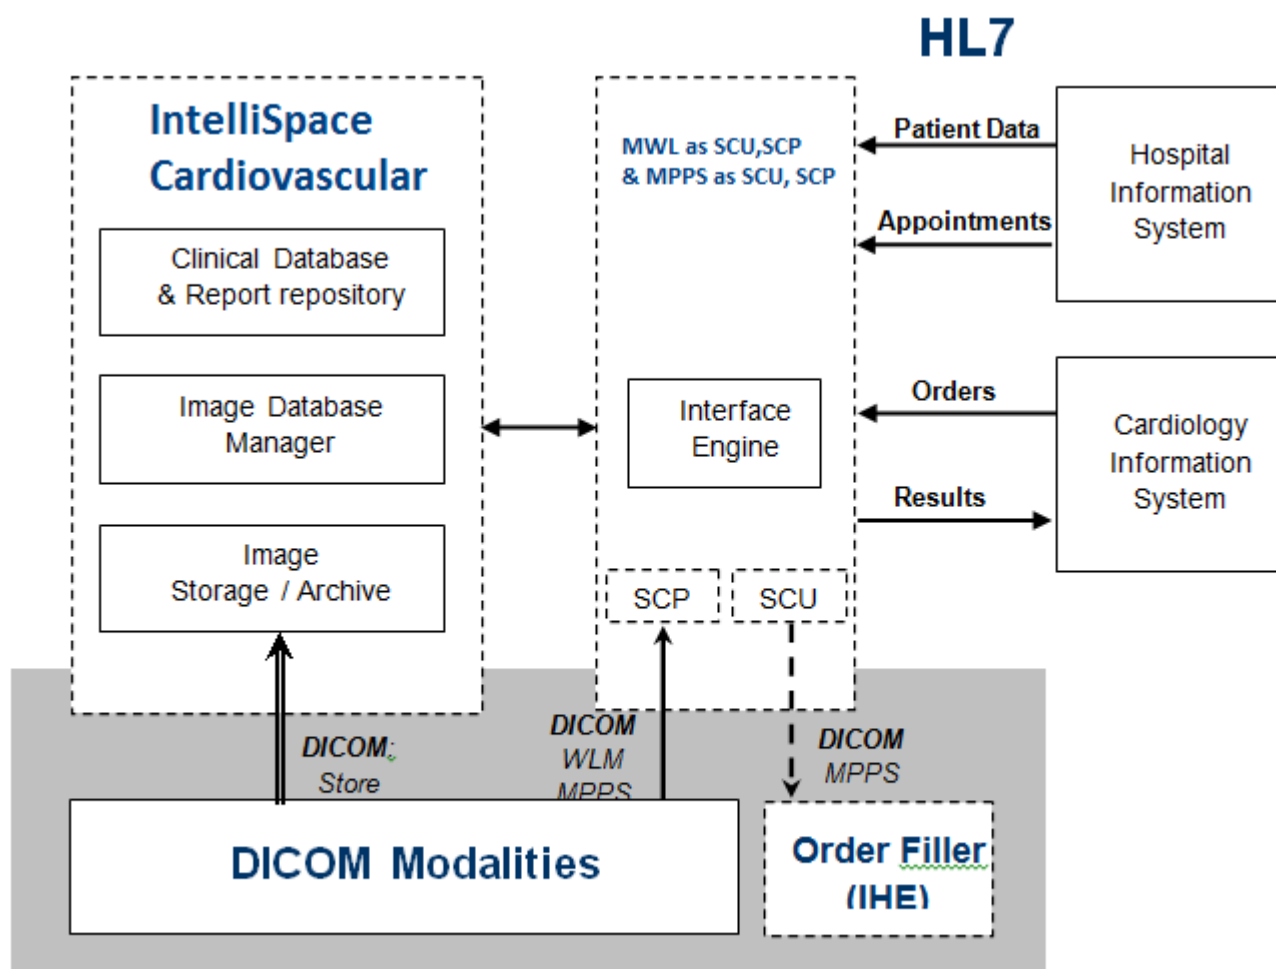 HL7
IntelliSpace
Cardiovascular
Clinical Database
& Report repository
Image Database
Manager
Image
Storage / Archive
MWL as SCU,SCP
& MPPS as SCU, SCP
Interface
Engine
SCP
SCU
Patient Data
Appointments
Orders
Results
Hospital
Information
System
Cardiology
Information
System
DICOM:
Store
DICOM
WLM
MPPS
DICOM
MPPS
DICOM Modalities
Order Filler
(IHE)